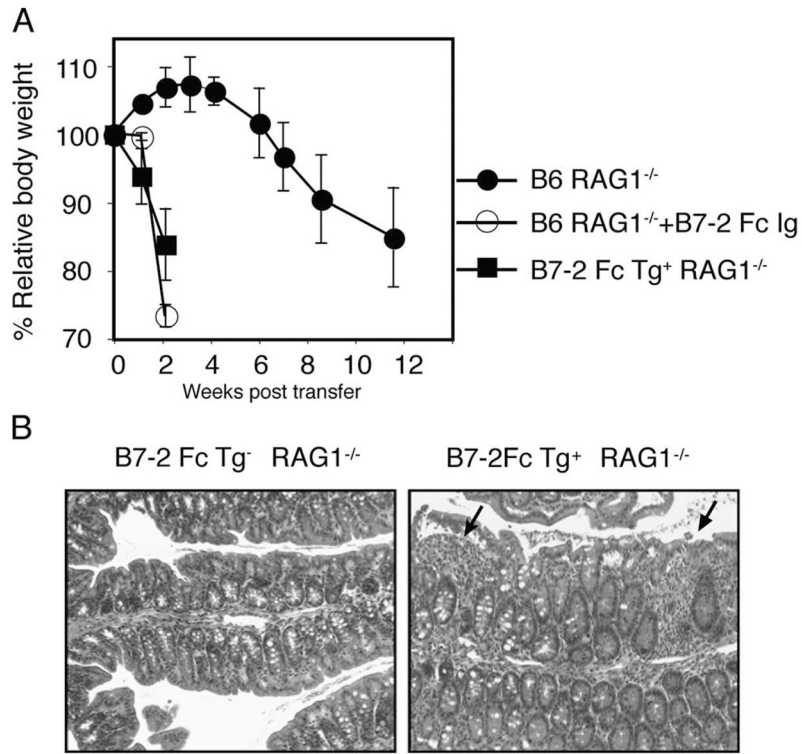 A
% Relative body weight
110
100
90
80
70
0 2 4 6 8 10 12
Weeks post transfer
B6 RAG1-/-
B6 RAG1-/-+B7-2 Fc Ig
B7-2 Fc Tg+ RAG1-/-
B
B7-2 Fc Tg- RAG1-/-
B7-2Fc Tg+ RAG1-/-